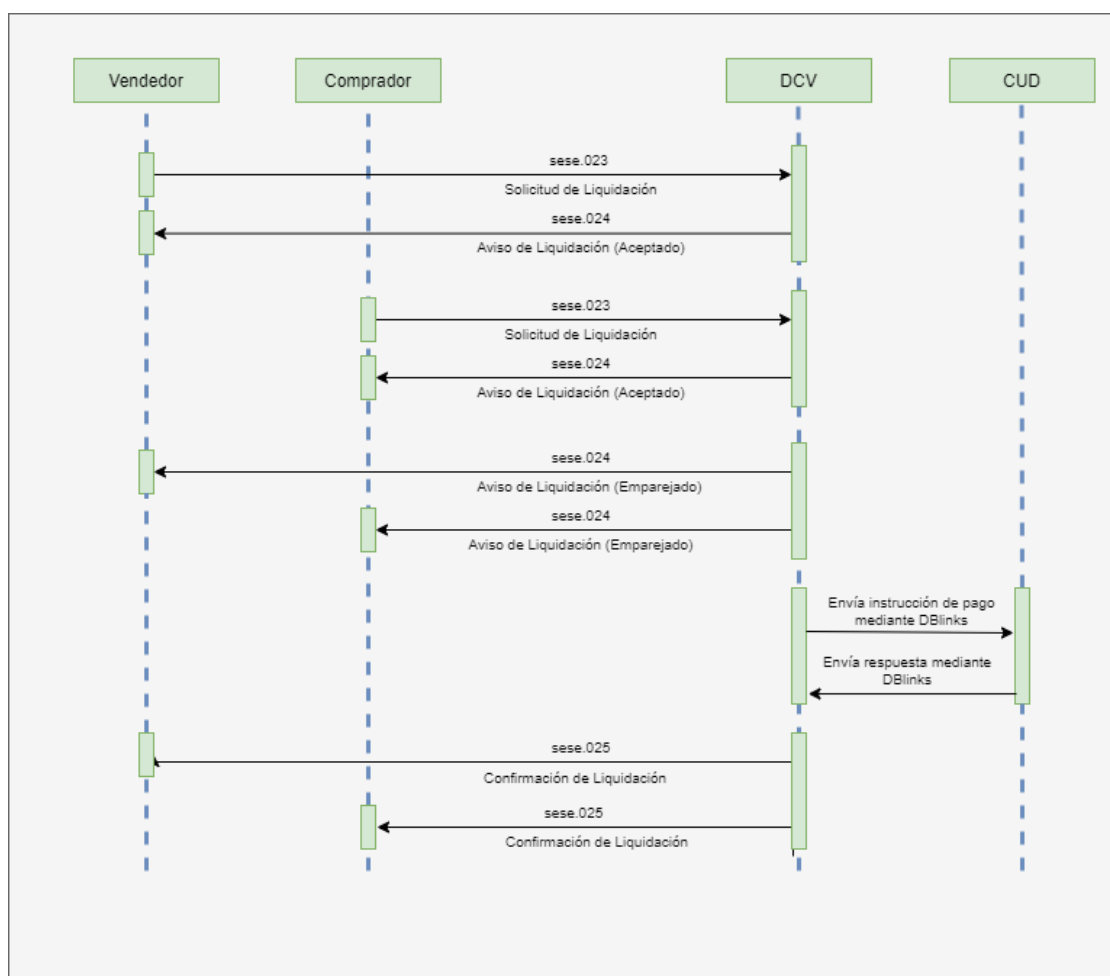 Vendedor
Comprador
DCV
CUD
sese.023
Solicitud de Liquidación
sese.024
Aviso de Liquidación (Aceptado)
sese.023
Solicitud de Liquidación
sese.024
Aviso de Liquidación (Aceptado)
sese.024
Aviso de Liquidación (Emparejado)
sese.024
Aviso de Liquidación (Emparejado)
Envía instrucción de pago
mediante DBlinks
Envía respuesta mediante
DBlinks
sese.025
Confirmación de Liquidación
sese.025
Confirmación de Liquidación